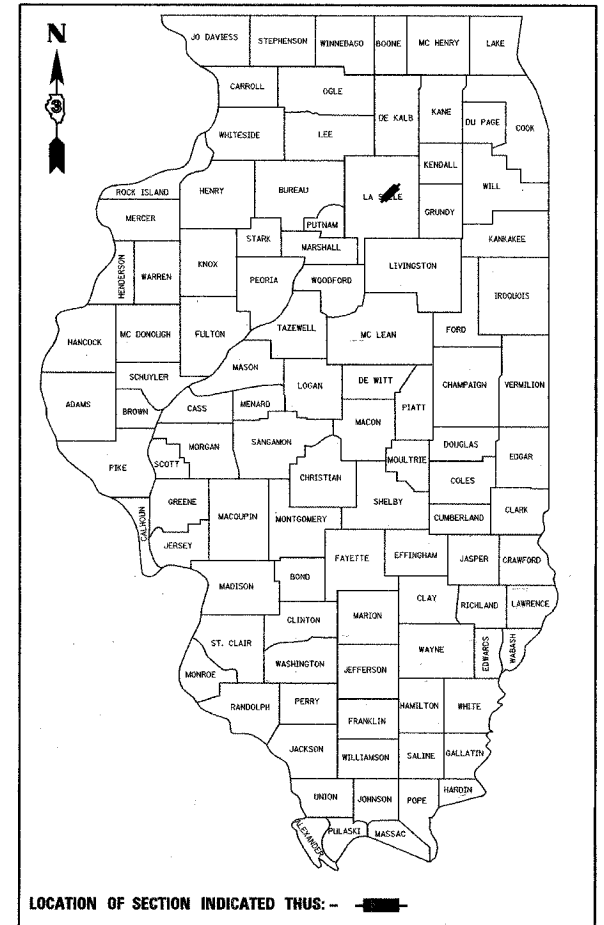 N
3
JO DAVIESS STEPHENSON WINNEBAGO BOONE MC HENRY LAKE
CARROLL OGLE DE KALB KANE DU PAGE COOK
WHITESIDE LEE KENDALL WILL
ROCK ISLAND HENRY BUREAU LA GRUNDY
MERCER PUTNAM KANKAKEE
STARK MARSHALL LIVINGSTON
HENDERSON WARREN KNOX PEORIA WOODFORD IROQUOIS
HANCOCK MC DONOUGH FULTON TAZEWELL MC LEAN FORD
SCHUYLER MASON LOGAN DE WITT CHAMPAIGN VERMILION
ADAMS BROWN CASS MENARD MACON PIATT
PIKE SCOTT MORGAN SANGAMON CHRISTIAN MOULTRIE DOUGLAS EDGAR
COLES
CALHOUN GREENE MACOUPIN MONTGOMERY SHELBY CUMBERLAND CLARK
JERSEY FAYETTE EFFINGHAM JASPER CRAWFORD
MADISON BOND CLAY RICHLAND LAWRENCE
CLINTON MARION WAYNE EDWARDS WABASH
ST. CLAIR WASHINGTON JEFFERSON
MONROE
RANDOLPH PERRY FRANKLIN HAMILTON WHITE
JACKSON WILLIAMSON SALINE GALLATIN
UNION JOHNSON POPE HARDIN
ALEXANDER PULASKI MASSAC
LOCATION OF SECTION INDICATED THUS: -